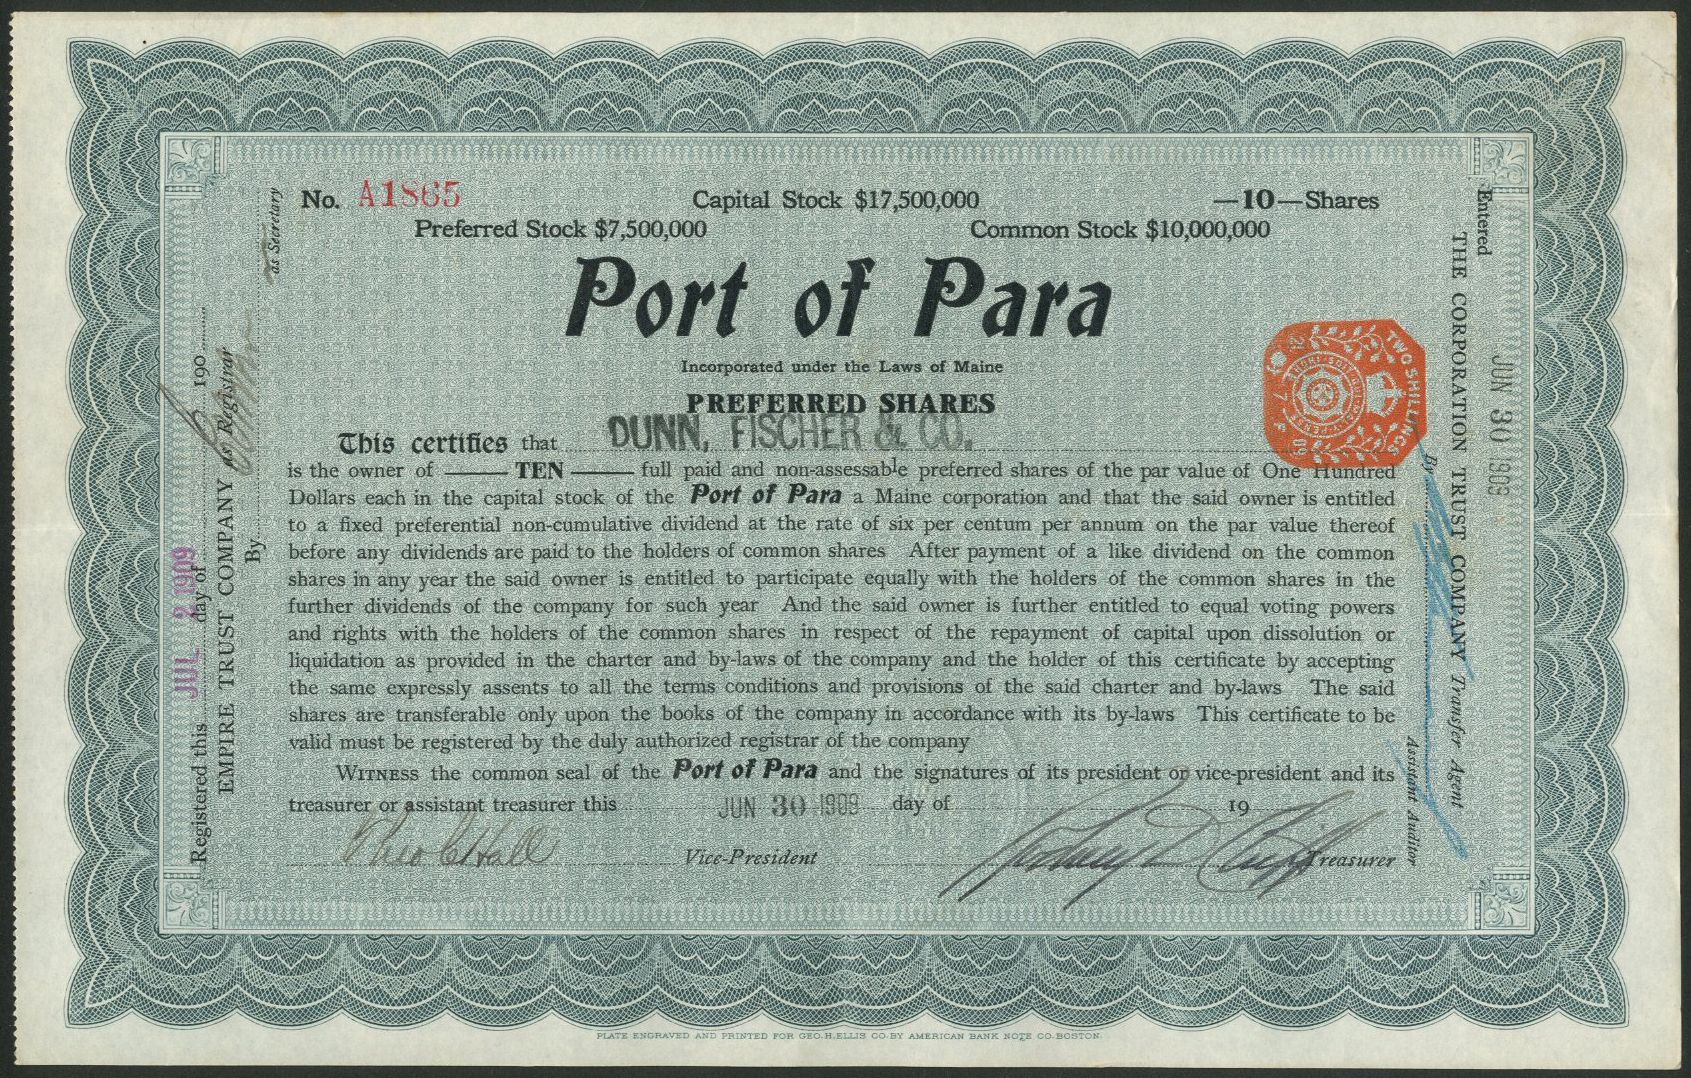 No. A1865 Capital Stock $17,500,000 —10—Shares
Preferred Stock $7,500,000 Common Stock $10,000,000
Port of Para
Incorporated under the Laws of Maine
PREFERRED SHARES
This certifies that DUNN, FISCHER & CO.
is the owner of —— TEN —— full paid and non-assessable preferred shares of the par value of One Hundred
Dollars each in the capital stock of the Port of Para a Maine corporation and that the said owner is entitled
to a fixed preferential non-cumulative dividend at the rate of six per centum per annum on the par value thereof
before any dividends are paid to the holders of common shares After payment of a like dividend on the common
shares in any year the said owner is entitled to participate equally with the holders of the common shares in the
further dividends of the company for such year And the said owner is further entitled to equal voting powers
and rights with the holders of the common shares in respect of the repayment of capital upon dissolution or
liquidation as provided in the charter and by-laws of the company and the holder of this certificate by accepting
the same expressly assents to all the terms conditions and provisions of the said charter and by-laws The said
shares are transferable only upon the books of the company in accordance with its by-laws This certificate to be
valid must be registered by the duly authorized registrar of the company
WITNESS the common seal of the Port of Para and the signatures of its president or vice-president and its
treasurer or assistant treasurer this JUN 30 1909 day of 19
Theo C Hall Vice-President Treasurer
Registered this JUL 2 1909 day of 190
EMPIRE TRUST COMPANY as Registrar
By as Secretary
Entered JUN 30 1909
THE CORPORATION TRUST COMPANY Transfer Agent
By Assistant Auditor
TWO SHILLINGS
PLATE ENGRAVED AND PRINTED FOR GEO. H. ELLIS CO. BY AMERICAN BANK NOTE CO. BOSTON.